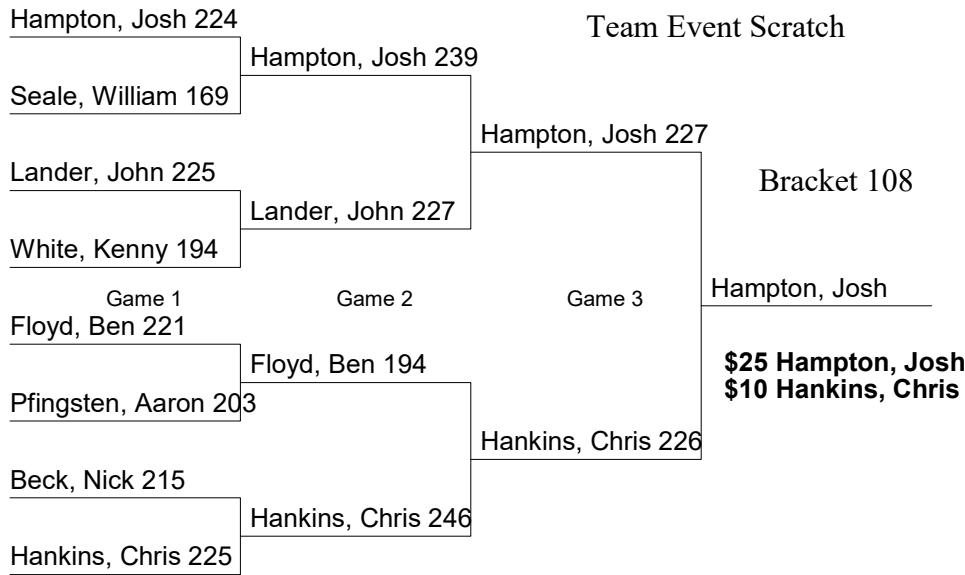 Hampton, Josh 224
Team Event Scratch
Hampton, Josh 239
Seale, William 169
Hampton, Josh 227
Lander, John 225
Bracket 108
Lander, John 227
White, Kenny 194
Game 1
Game 2
Game 3
Hampton, Josh
Floyd, Ben 221
Floyd, Ben 194
$25 Hampton, Josh
$10 Hankins, Chris
Pfingsten, Aaron 203
Hankins, Chris 226
Beck, Nick 215
Hankins, Chris 246
Hankins, Chris 225